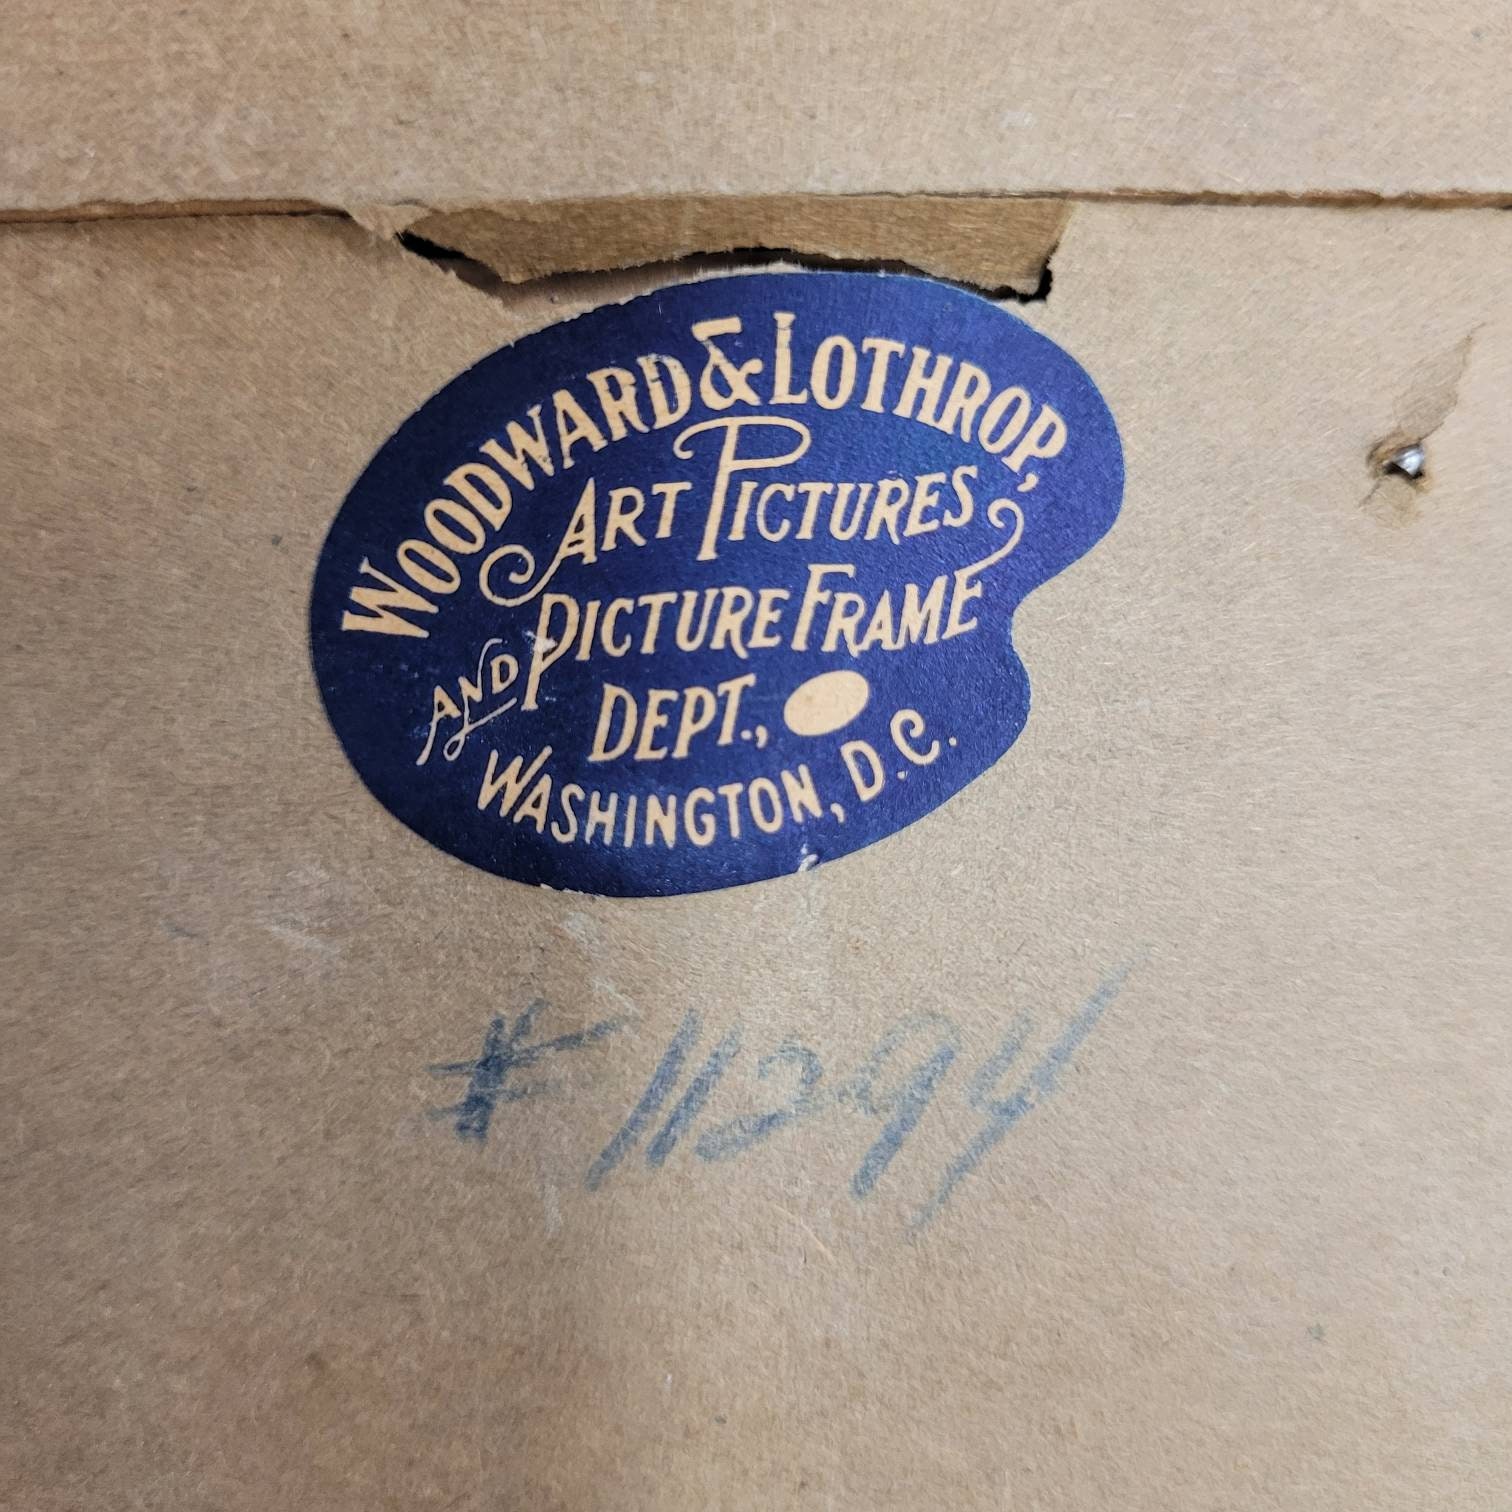 WOODWARD & LOTHROP,
ART PICTURES
AND PICTURE FRAME
DEPT.,
WASHINGTON, D.C.
# 11294